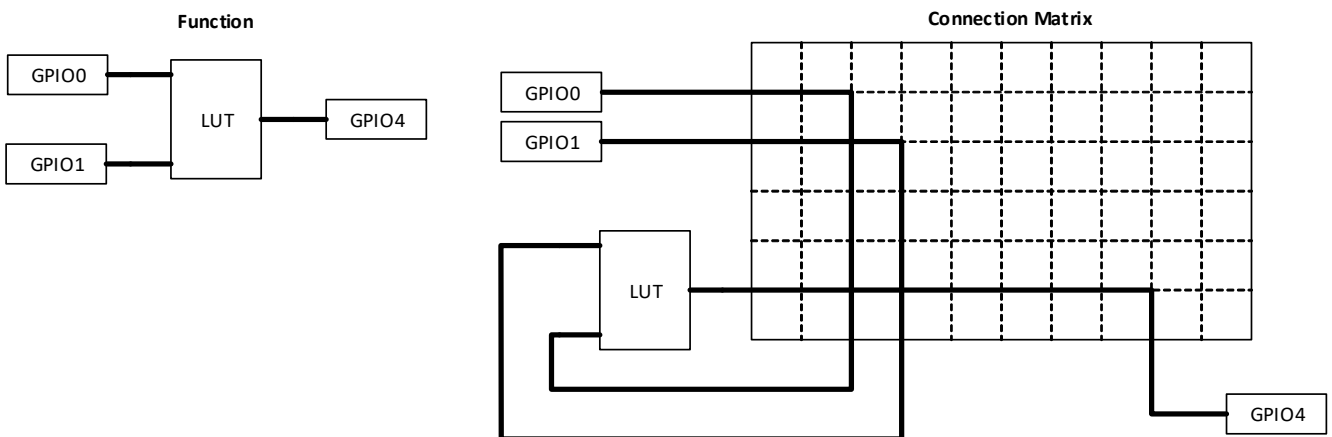 Function
GPIO0
LUT
GPIO4
GPIO1
Connection Matrix
GPIO0
GPIO1
LUT
GPIO4